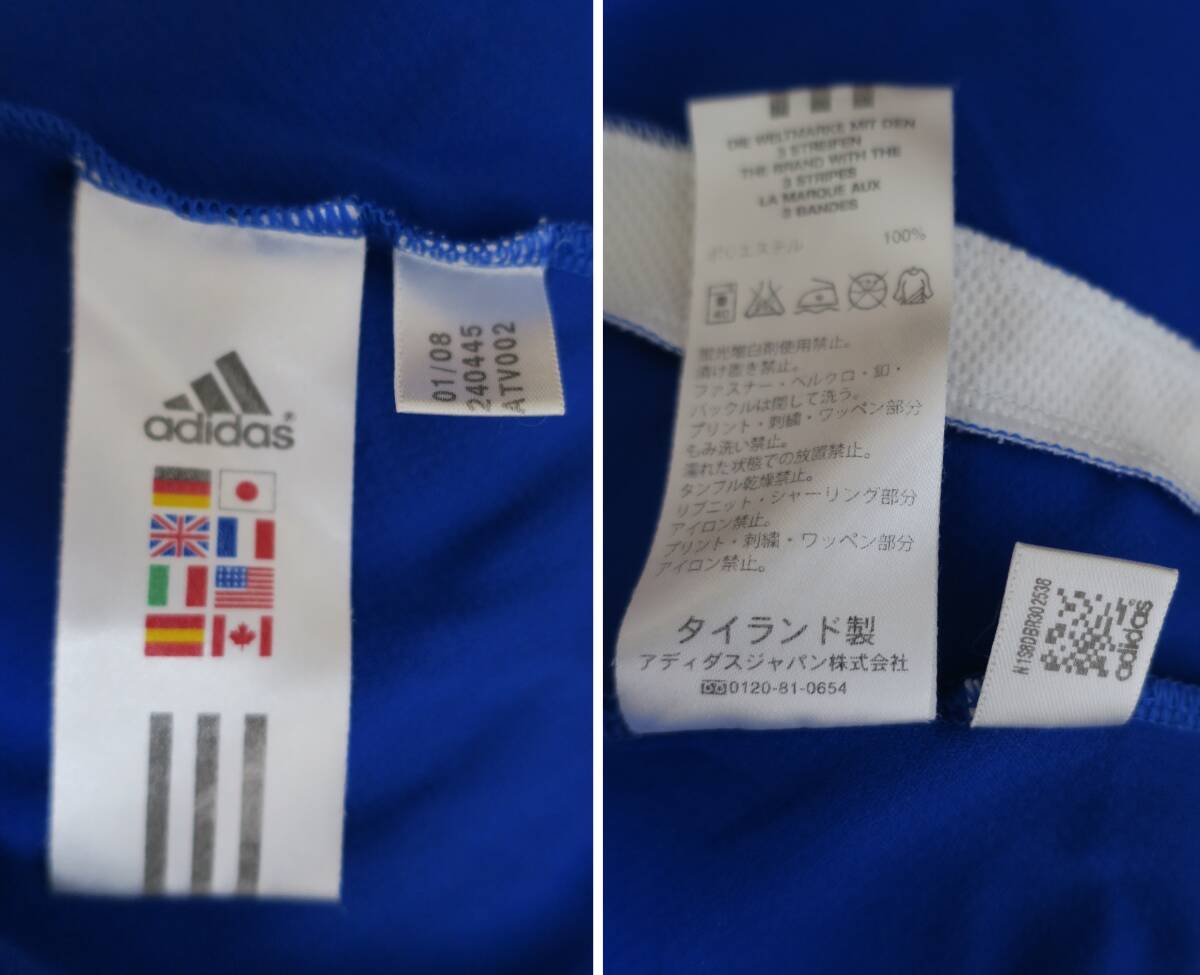 adidas®
01/08
240445
ATV002
DIE WELTMARKE MIT DEN
3 STREIFEN
THE BRAND WITH THE
3 STRIPES
LA MARQUE AUX
3 BANDES
ポリエステル 100%
40
蛍光増白剤使用禁止。
漬け置き禁止。
ファスナー・ベルクロ・釦・
バックルは閉じて洗う。
プリント・刺繍・ワッペン部分
もみ洗い禁止。
濡れた状態での放置禁止。
タンブル乾燥禁止。
リブニット・シャーリング部分
アイロン禁止。
プリント・刺繍・ワッペン部分
アイロン禁止。
タイランド製
アディダスジャパン株式会社
0120-81-0654
N1S8DBR302538
adidas